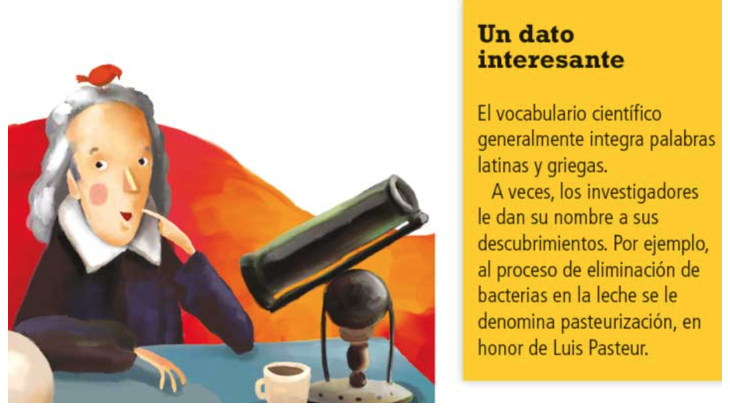 Un dato
interesante
El vocabulario científico
generalmente integra palabras
latinas y griegas.
A veces, los investigadores
le dan su nombre a sus
descubrimientos. Por ejemplo,
al proceso de eliminación de
bacterias en la leche se le
denomina pasteurización, en
honor de Luis Pasteur.